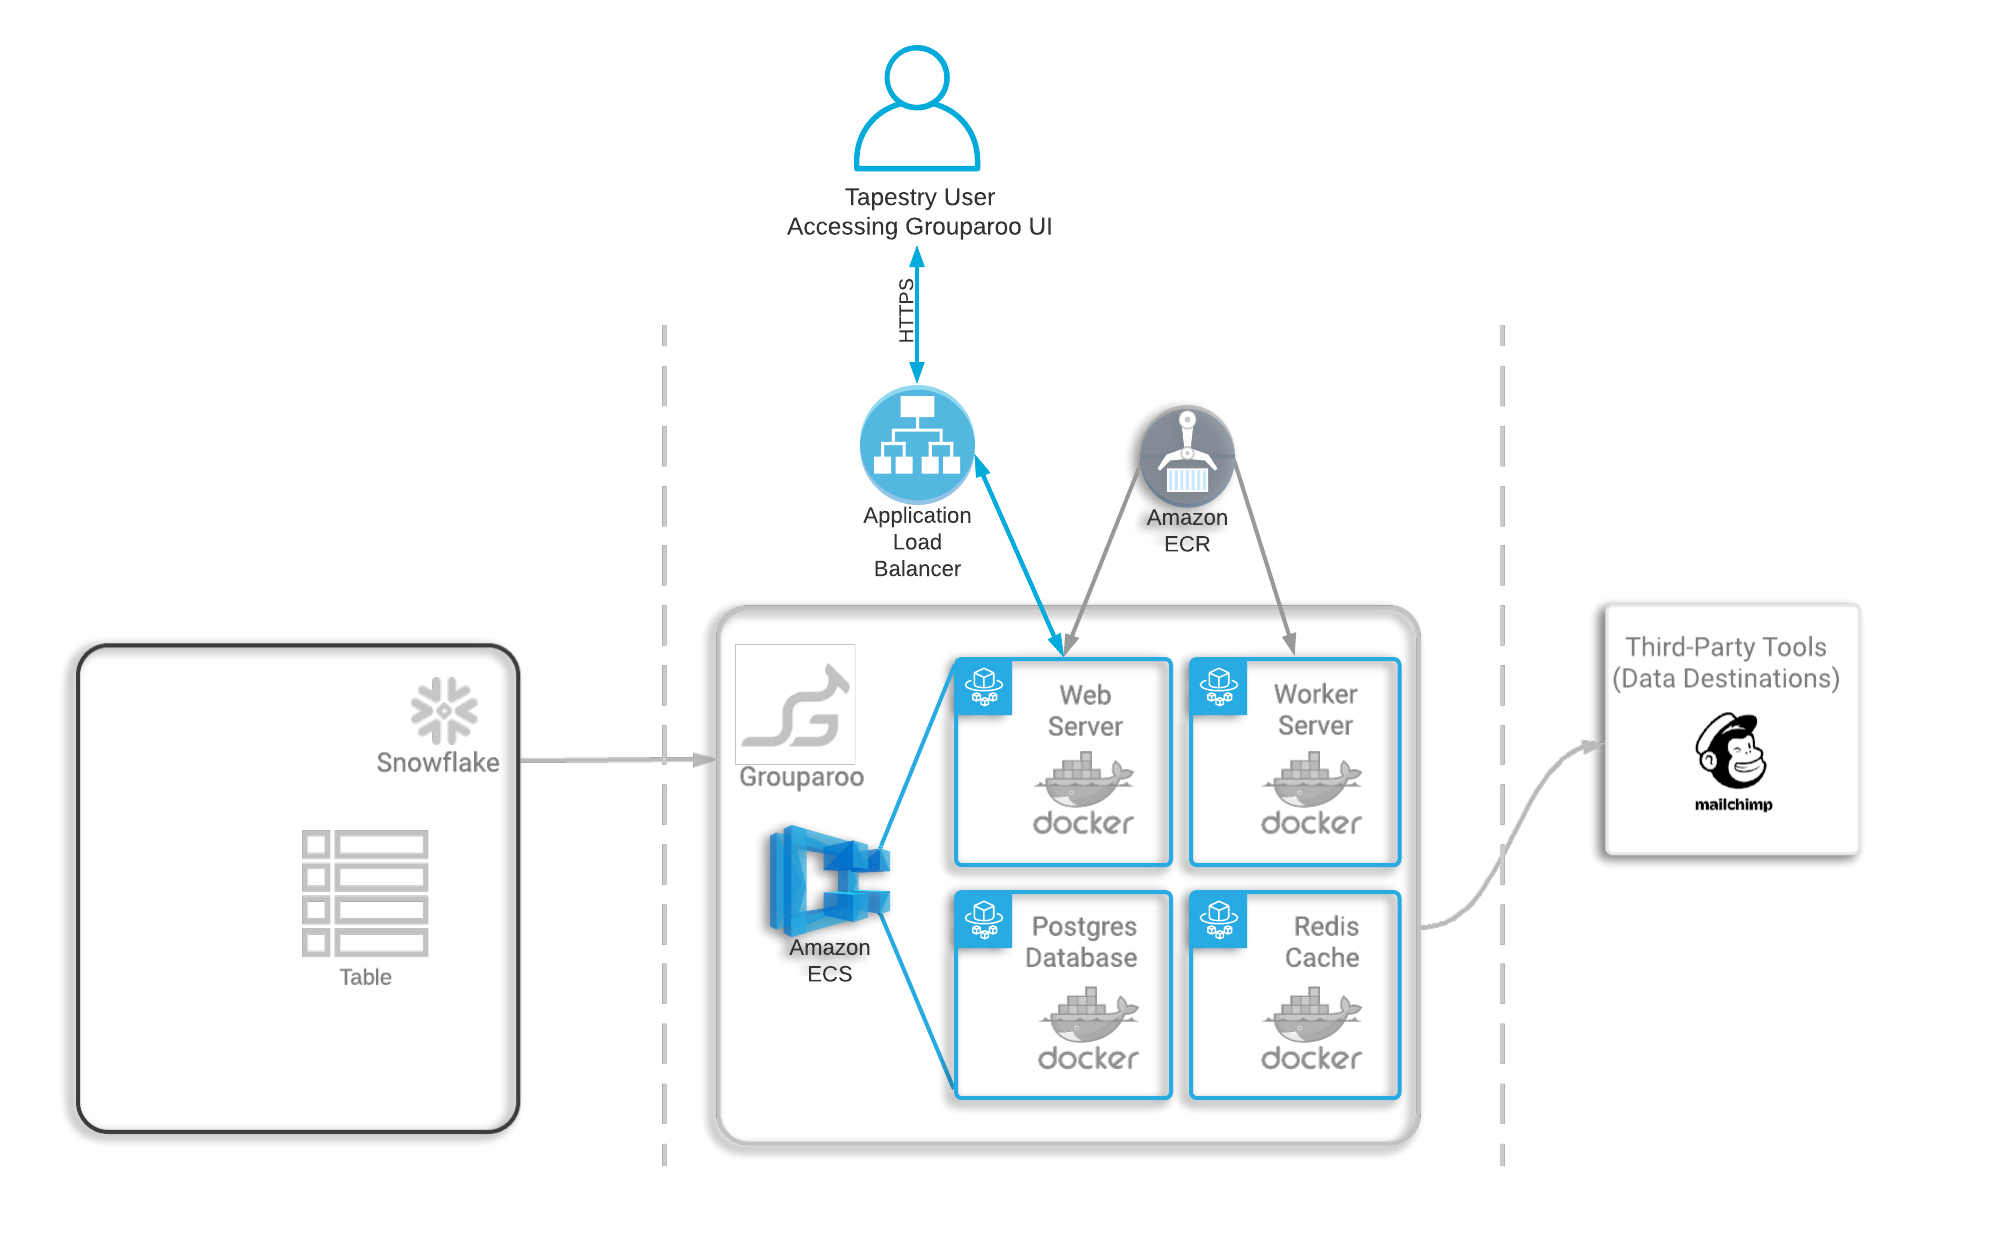 Tapestry User
Accessing Grouparoo UI
HTTPS
Application
Load
Balancer
Amazon
ECR
Snowflake
Table
Grouparoo
Amazon
ECS
Web
Server
docker
Worker
Server
docker
Postgres
Database
docker
Redis
Cache
docker
Third-Party Tools
(Data Destinations)
mailchimp